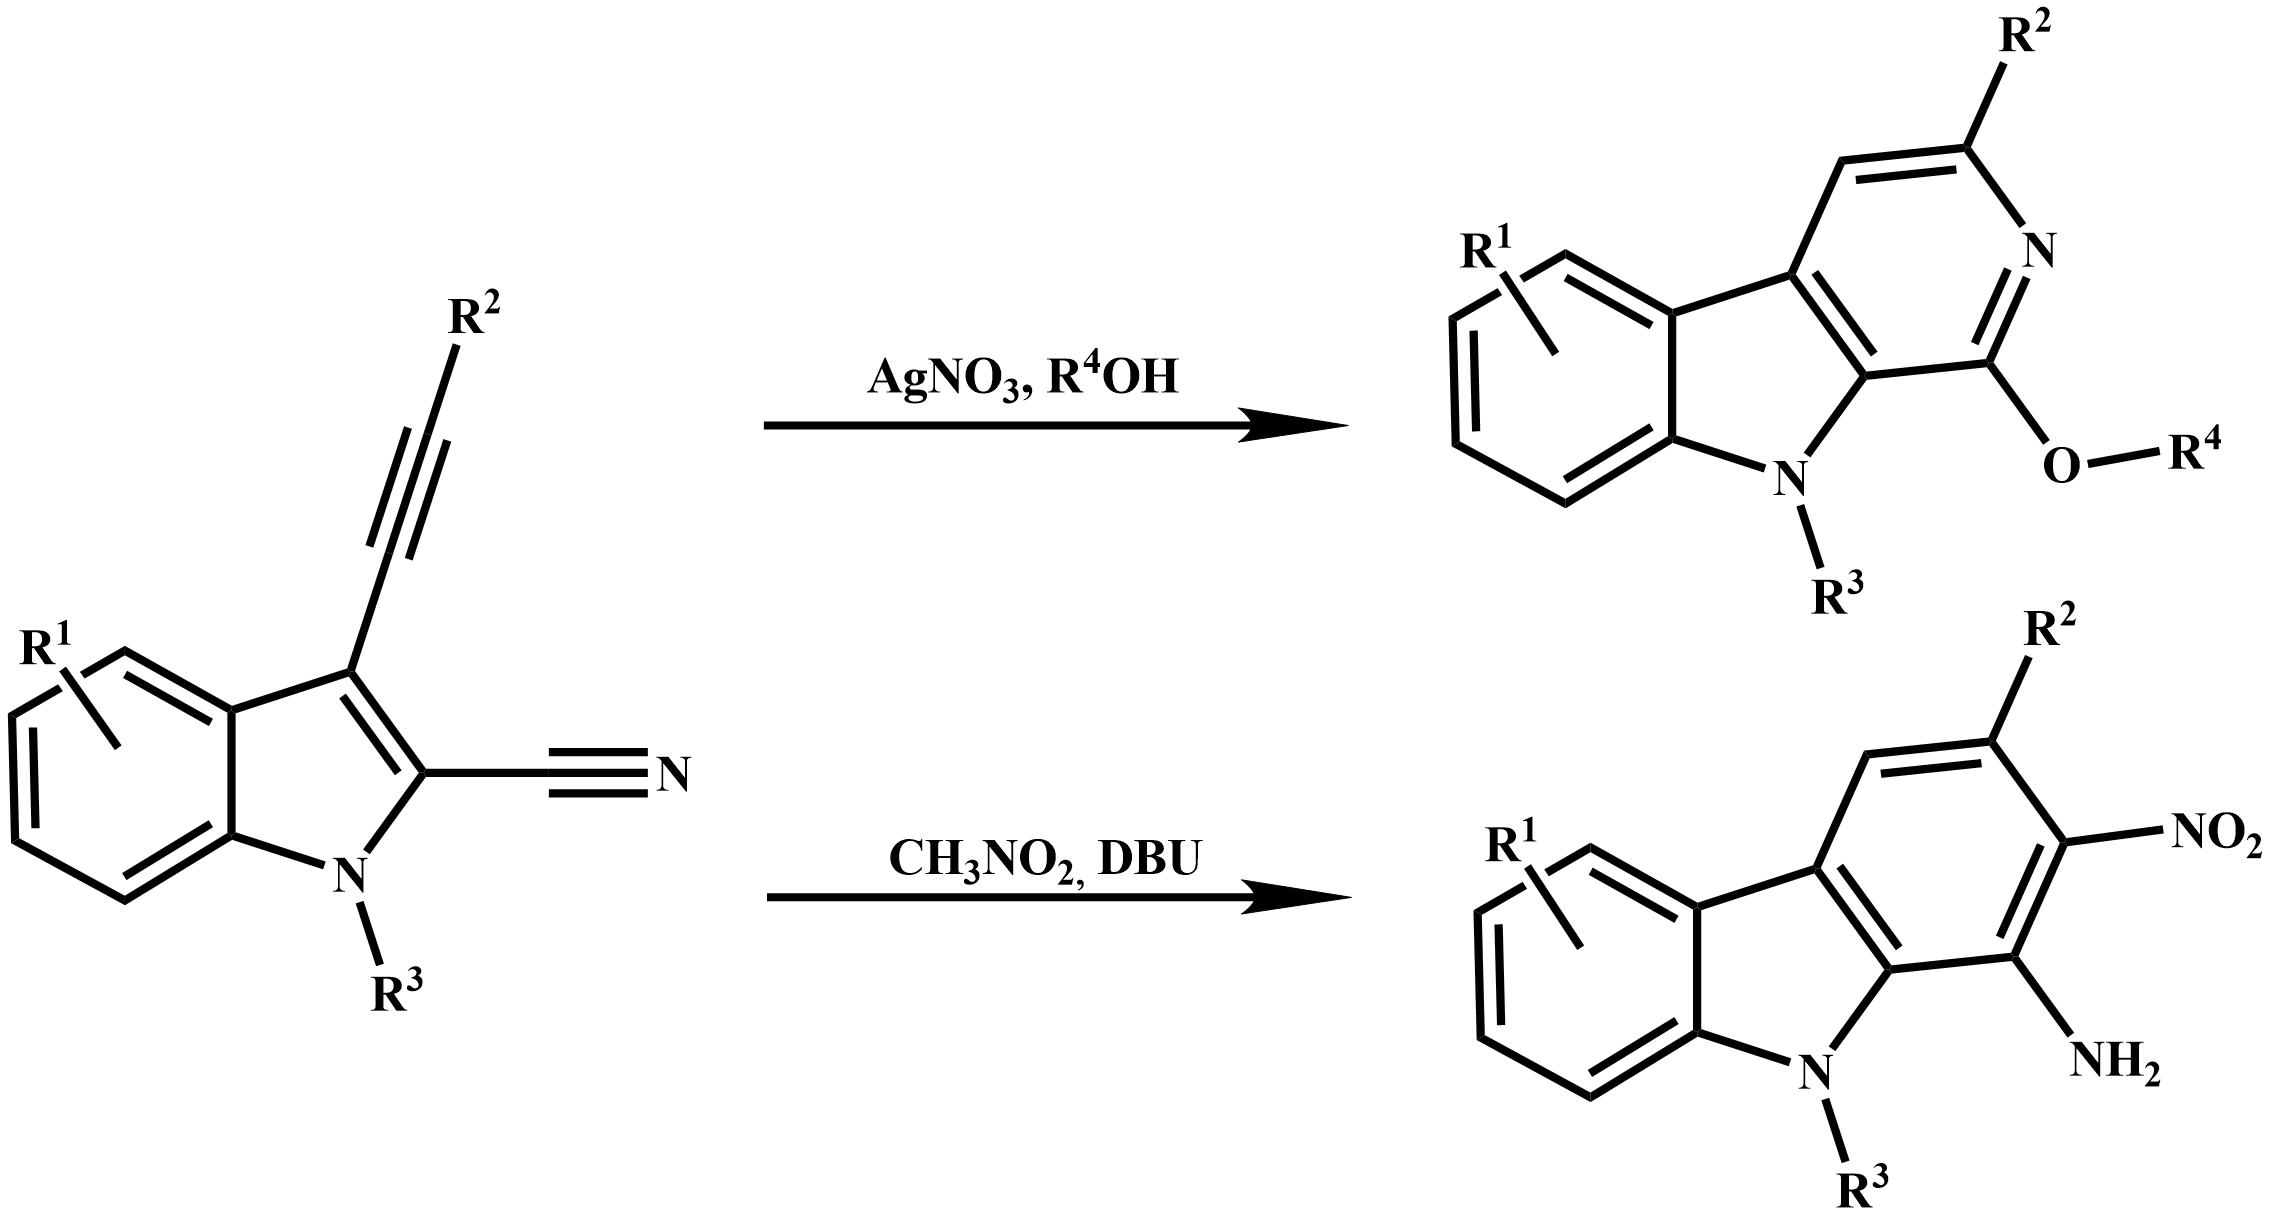 R²
R¹
N
AgNO₃, R⁴OH
N
O
R⁴
N
R³
R²
R¹
N
R³
CH₃NO₂, DBU
R²
R¹
NO₂
NH₂
N
R³